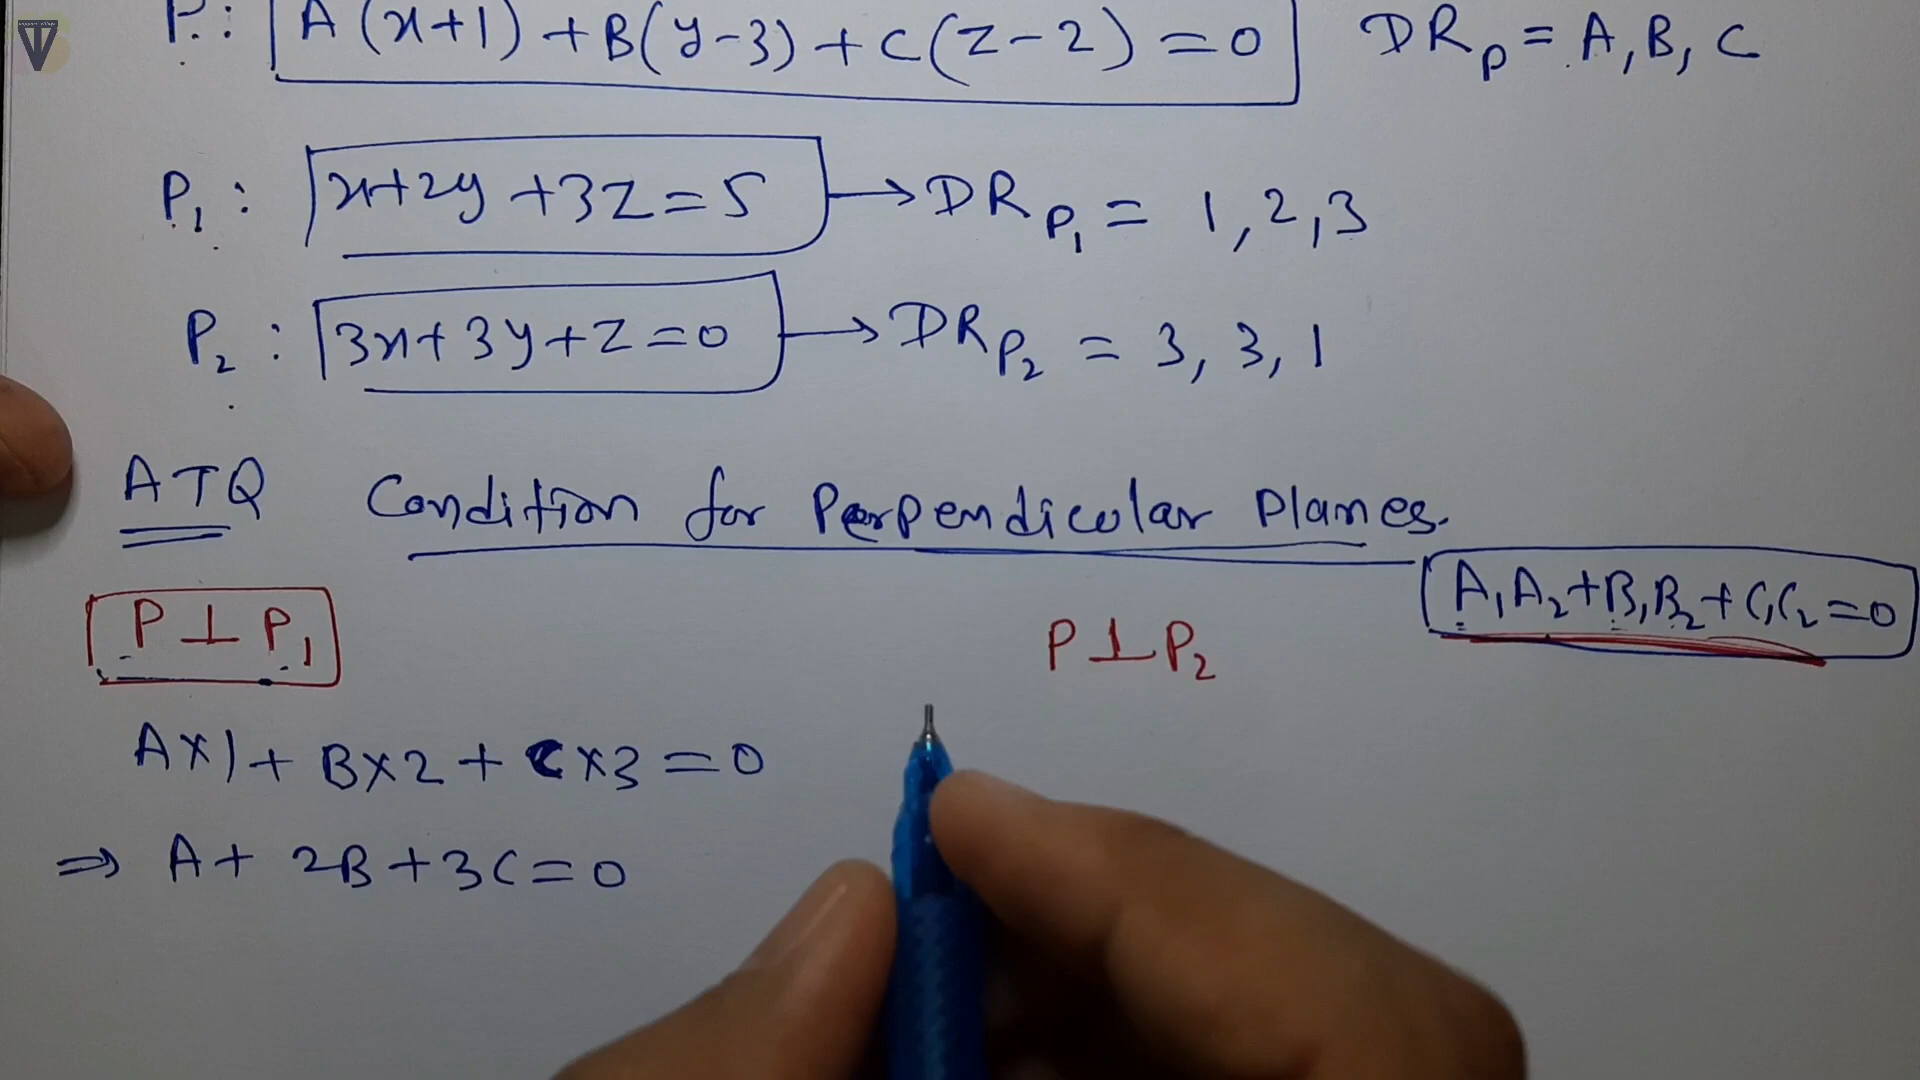 P : A(x+1)+B(y-3)+C(z-2)=0 DR_P = A, B, C
P₁ : x+2y+3z=5 → DR_P₁ = 1, 2, 3
P₂ : 3x+3y+z=0 → DR_P₂ = 3, 3, 1
ATQ Condition for Perpendicular Planes.
A₁A₂+B₁B₂+C₁C₂=0
P⊥P₁ P⊥P₂
A×1+B×2+C×3=0
⇒ A+2B+3C=0